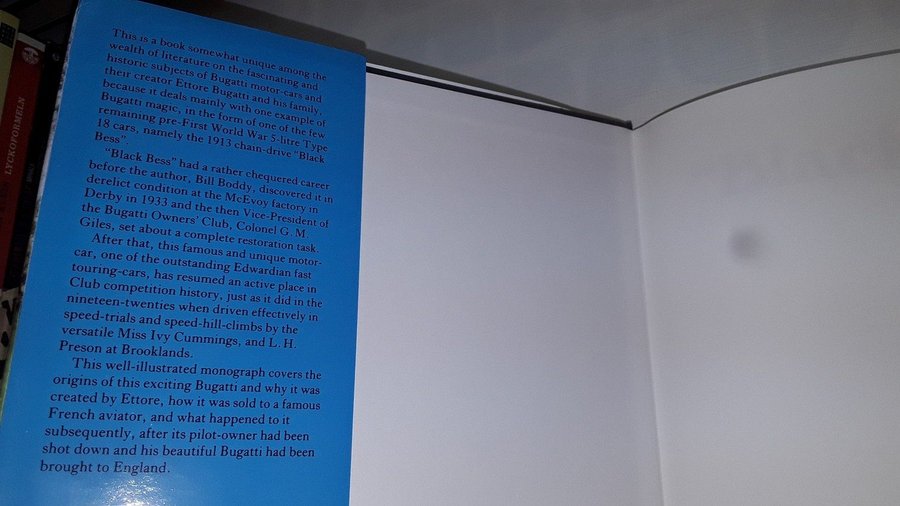 LYCKOFORMELN
This is a book somewhat unique among the
wealth of literature on the fascinating and
historic subjects of Bugatti motor-cars and
their creator Ettore Bugatti and his family,
because it deals mainly with one example of
Bugatti magic, in the form of one of the few
remaining pre-First World War 5-litre Type
18 cars, namely the 1913 chain-drive "Black
Bess".
"Black Bess" had a rather chequered career
before the author, Bill Boddy, discovered it in
derelict condition at the McEvoy factory in
Derby in 1933 and the then Vice-President of
the Bugatti Owners' Club, Colonel G. M.
Giles, set about a complete restoration task.
After that, this famous and unique motor-
car, one of the outstanding Edwardian fast
touring-cars, has resumed an active place in
Club competition history, just as it did in the
nineteen-twenties when driven effectively in
speed-trials and speed-hill-climbs by the
versatile Miss Ivy Cummings, and L. H.
Preson at Brooklands.
This well-illustrated monograph covers the
origins of this exciting Bugatti and why it was
created by Ettore, how it was sold to a famous
French aviator, and what happened to it
subsequently, after its pilot-owner had been
shot down and his beautiful Bugatti had been
brought to England.